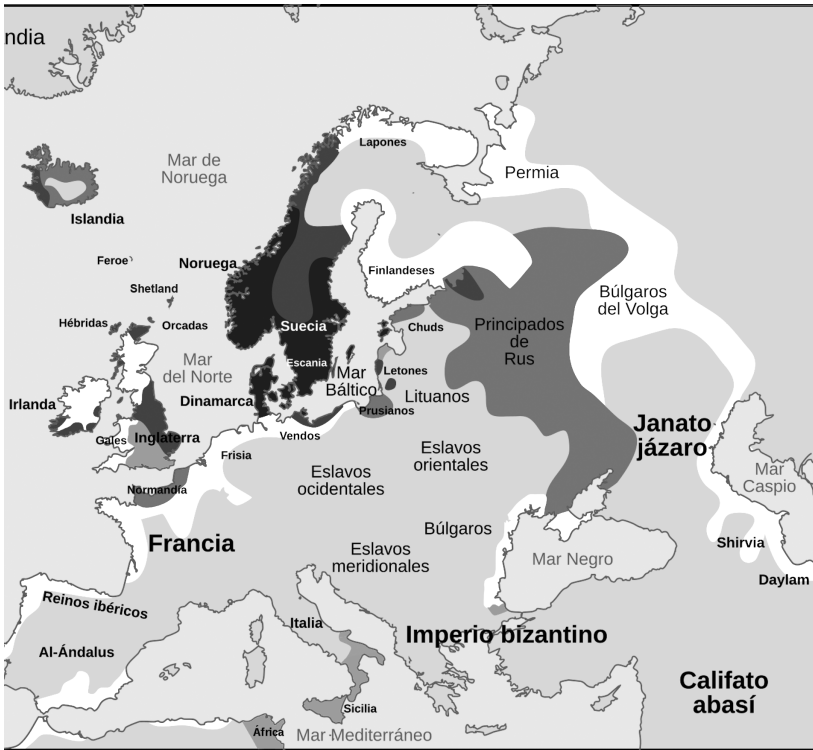 ndia
Lapones
Mar de
Noruega
Permia
Islandia
Feroe
Noruega
Finlandeses
Shetland
Búlgaros
del Volga
Hébridas
Orcadas
Suecia
Chuds
Principados
de
Rus
Mar
del Norte
Escania
Mar
Báltico
Letones
Irlanda
Dinamarca
Lituanos
Prusianos
Gales
Inglaterra
Vendos
Janato
jázaro
Frisia
Eslavos
orientales
Eslavos
occidentales
Mar
Caspio
Normandía
Búlgaros
Francia
Eslavos
meridionales
Mar Negro
Shirvia
Daylam
Reinos ibéricos
Italia
Imperio bizantino
Al-Ándalus
Califato
abasí
Sicilia
África
Mar Mediterráneo